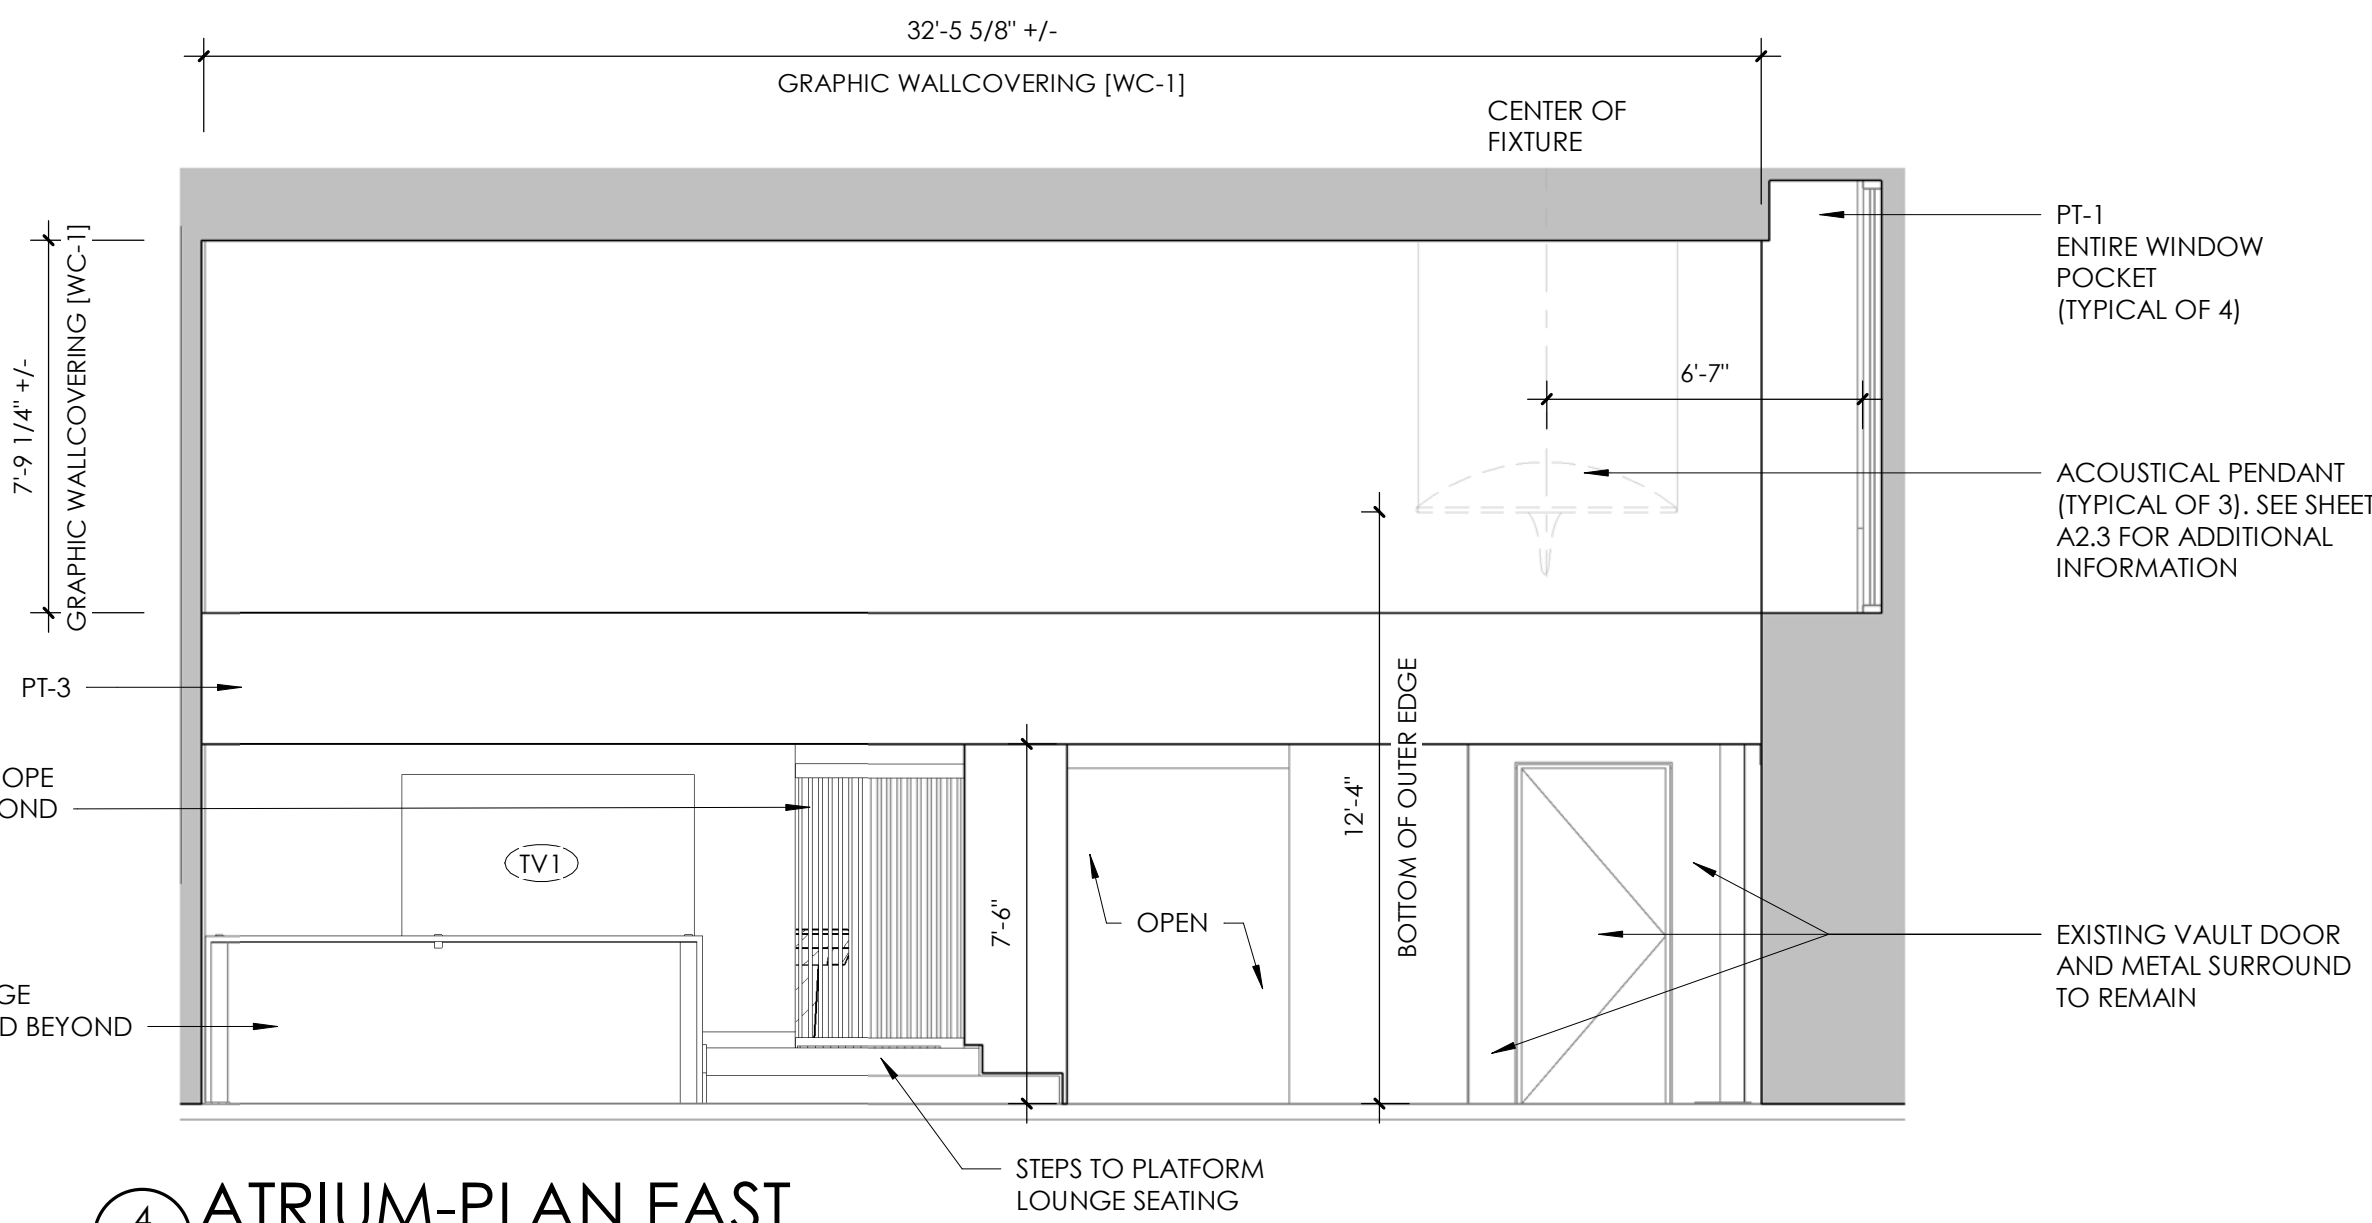 32'-5 5/8" +/-
GRAPHIC WALLCOVERING [WC-1]
CENTER OF
FIXTURE
7'-9 1/4" +/-
GRAPHIC WALLCOVERING [WC-1]
PT-1
ENTIRE WINDOW
POCKET
(TYPICAL OF 4)
6'-7"
ACOUSTICAL PENDANT
(TYPICAL OF 3). SEE SHEET
A2.3 FOR ADDITIONAL
INFORMATION
PT-3
OPE
OND
TV1
7'-6"
OPEN
12'-4"
BOTTOM OF OUTER EDGE
EXISTING VAULT DOOR
AND METAL SURROUND
TO REMAIN
GE
D BEYOND
STEPS TO PLATFORM
LOUNGE SEATING
4
ATRIUM-PLAN EAST